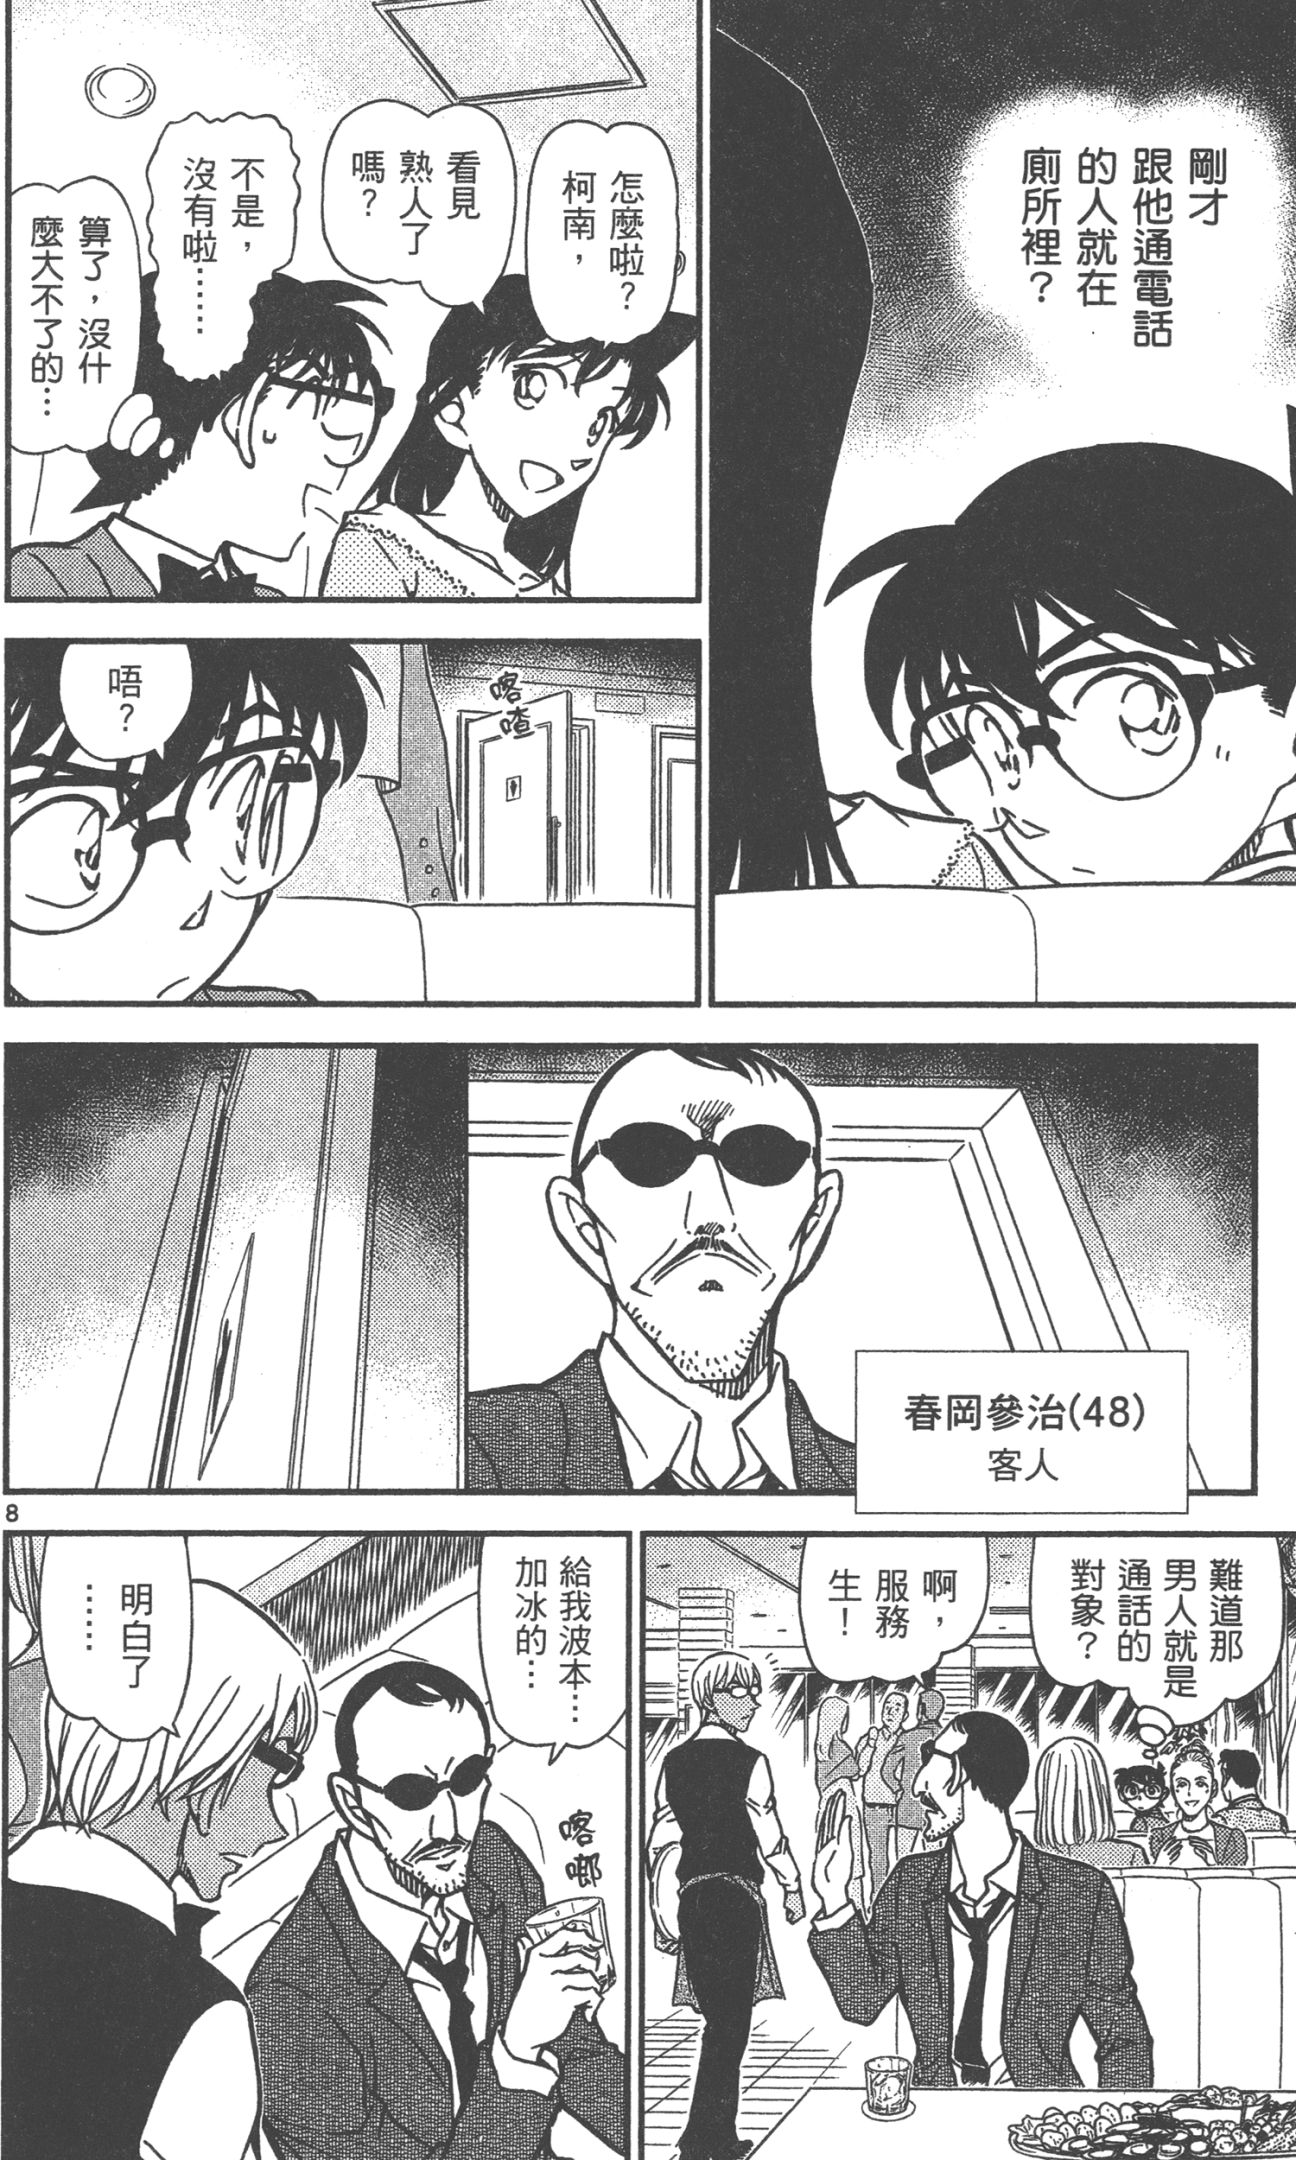 剛才
跟他通電話
的人就在
廁所裡？
怎麼啦？
柯南，
看見
熟人了
嗎？
不是，
沒有啦……
算了，沒什
麼大不了的…
喀
喳
唔？
春岡參治(48)
客人
8
難道那
男人就是
通話的
對象？
啊，
服務
生！
給我波本…
加冰的…
喀
啷
明白了
……